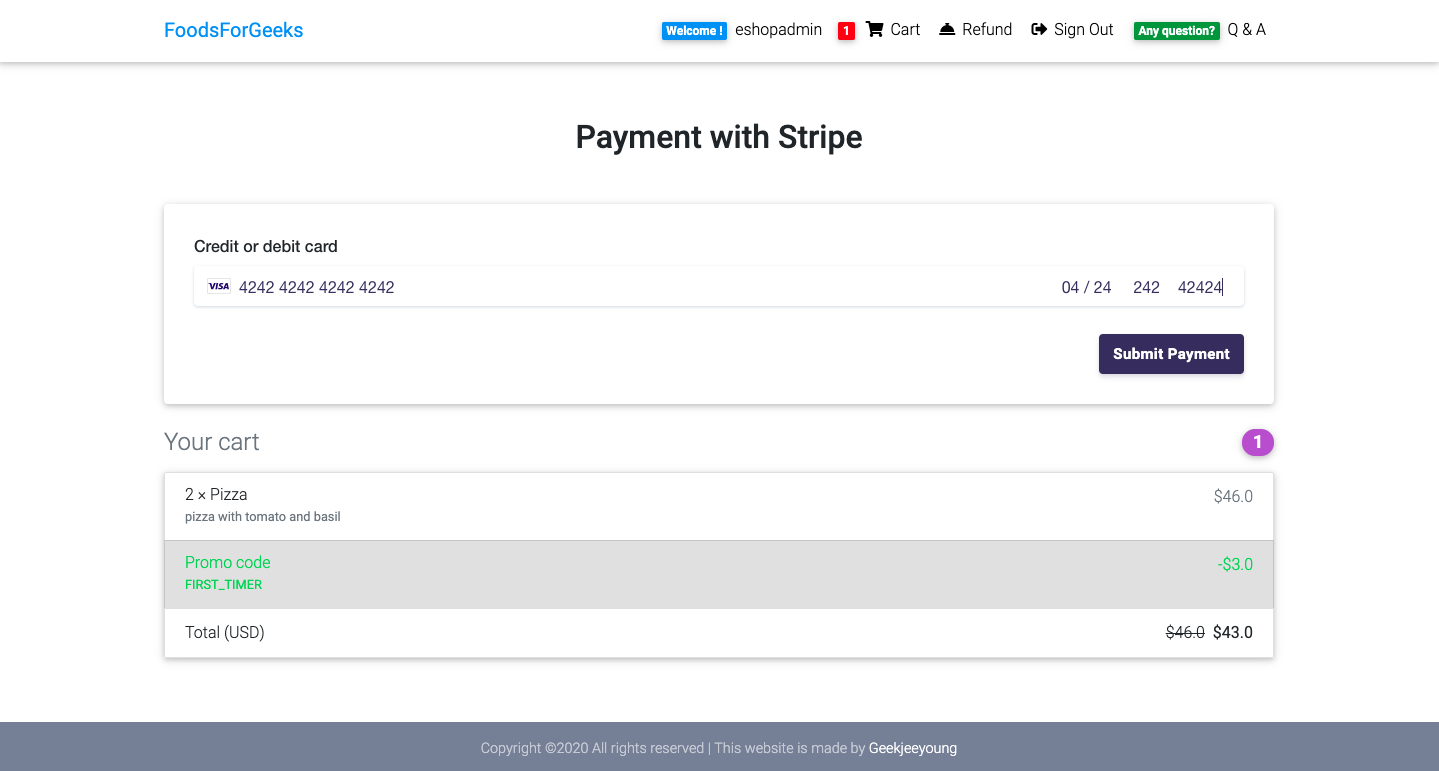 FoodsForGeeks Welcome ! eshopadmin 1 Cart Refund Sign Out Any question? Q & A
Payment with Stripe
Credit or debit card
VISA 4242 4242 4242 4242 04 / 24 242 42424
Submit Payment
Your cart 1
2 × Pizza $46.0
pizza with tomato and basil
Promo code -$3.0
FIRST_TIMER
Total (USD) $46.0 $43.0
Copyright ©2020 All rights reserved | This website is made by Geekjeeyoung